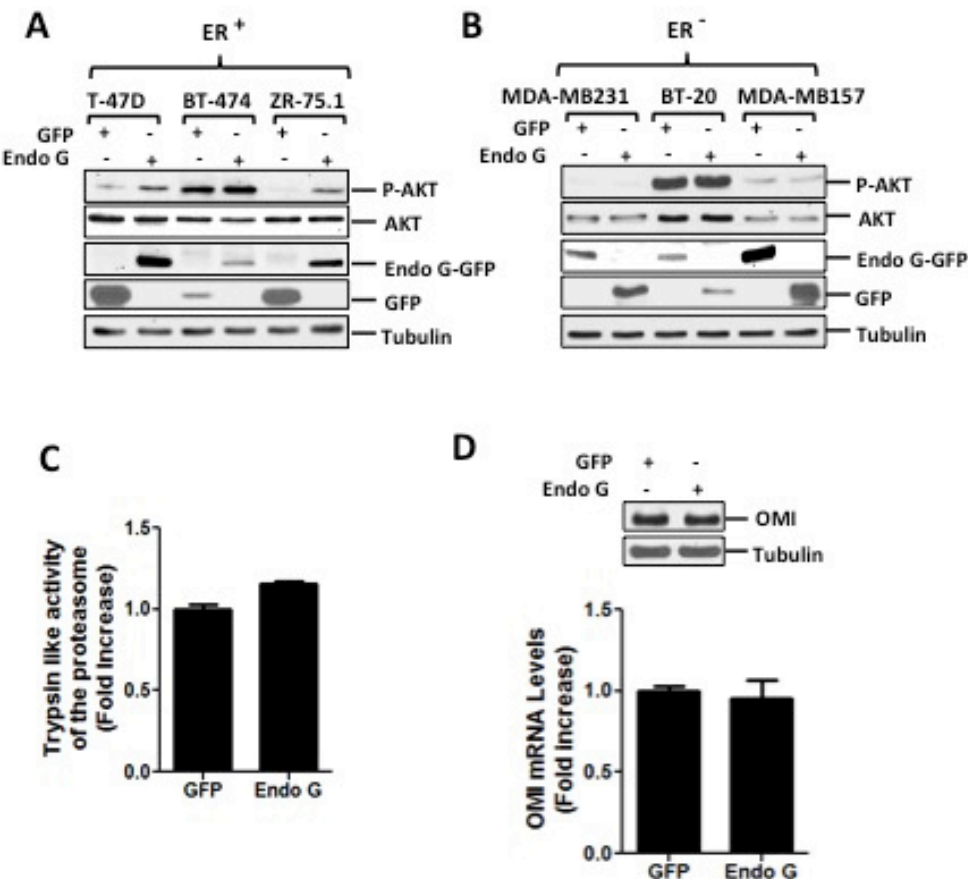 A
ER +
T-47D BT-474 ZR-75.1
GFP + - + - + -
Endo G - + - + - +
P-AKT
AKT
Endo G-GFP
GFP
Tubulin
B
ER -
MDA-MB231 BT-20 MDA-MB157
GFP + - + - + -
Endo G - + - + - +
P-AKT
AKT
Endo G-GFP
GFP
Tubulin
C
Trypsin like activity
of the proteasome
(Fold Increase)
1.5
1.0
0.5
0.0
GFP Endo G
D
GFP + -
Endo G - +
OMI
Tubulin
OMI mRNA Levels
(Fold Increase)
1.5
1.0
0.5
0.0
GFP Endo G